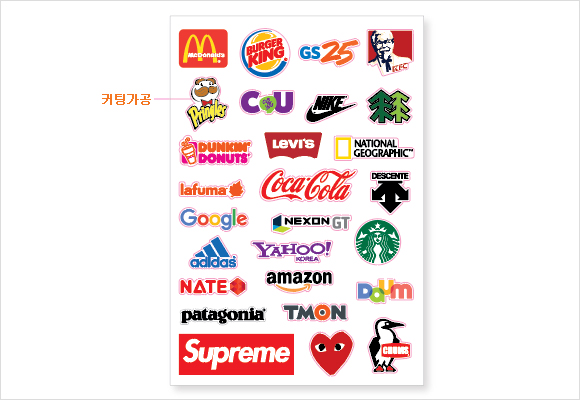 McDonald's
BURGER
KING
GS25
KFC
커팅가공
Pringles
CU
NIKE
DUNKIN'
DONUTS
LEVI'S
NATIONAL
GEOGRAPHIC™
lafuma
Coca-Cola
DESCENTE
Google
NEXON GT
adidas
YAHOO!
KOREA
NATE
amazon
Daum
patagonia
TMON
Supreme
CHUMS